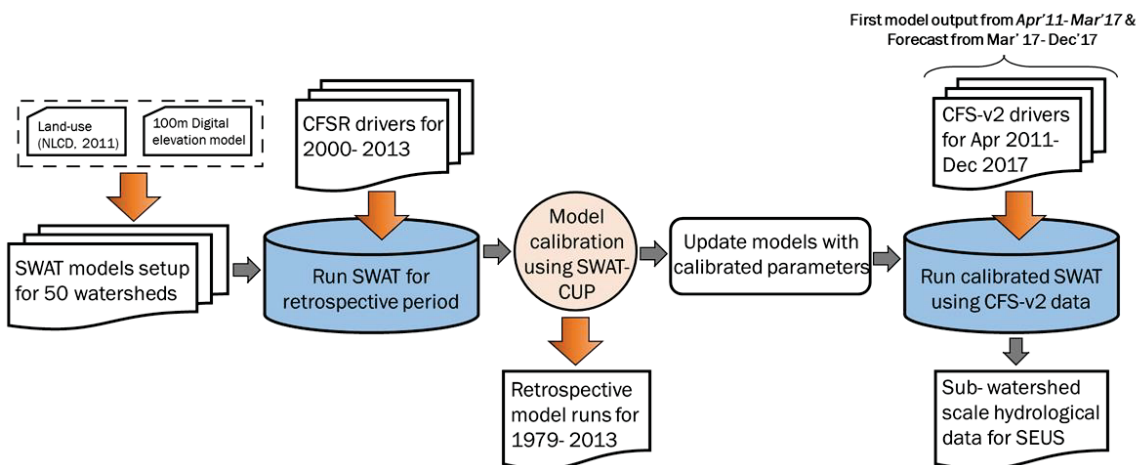 First model output from Apr'11- Mar'17 &
Forecast from Mar' 17- Dec'17
Land-use
(NLCD, 2011)
100m Digital
elevation model
CFSR drivers for
2000- 2013
CFS-v2 drivers
for Apr 2011-
Dec 2017
SWAT models setup
for 50 watersheds
Run SWAT for
retrospective period
Model
calibration
using SWAT-
CUP
Update models with
calibrated parameters
Run calibrated SWAT
using CFS-v2 data
Retrospective
model runs for
1979- 2013
Sub- watershed
scale hydrological
data for SEUS